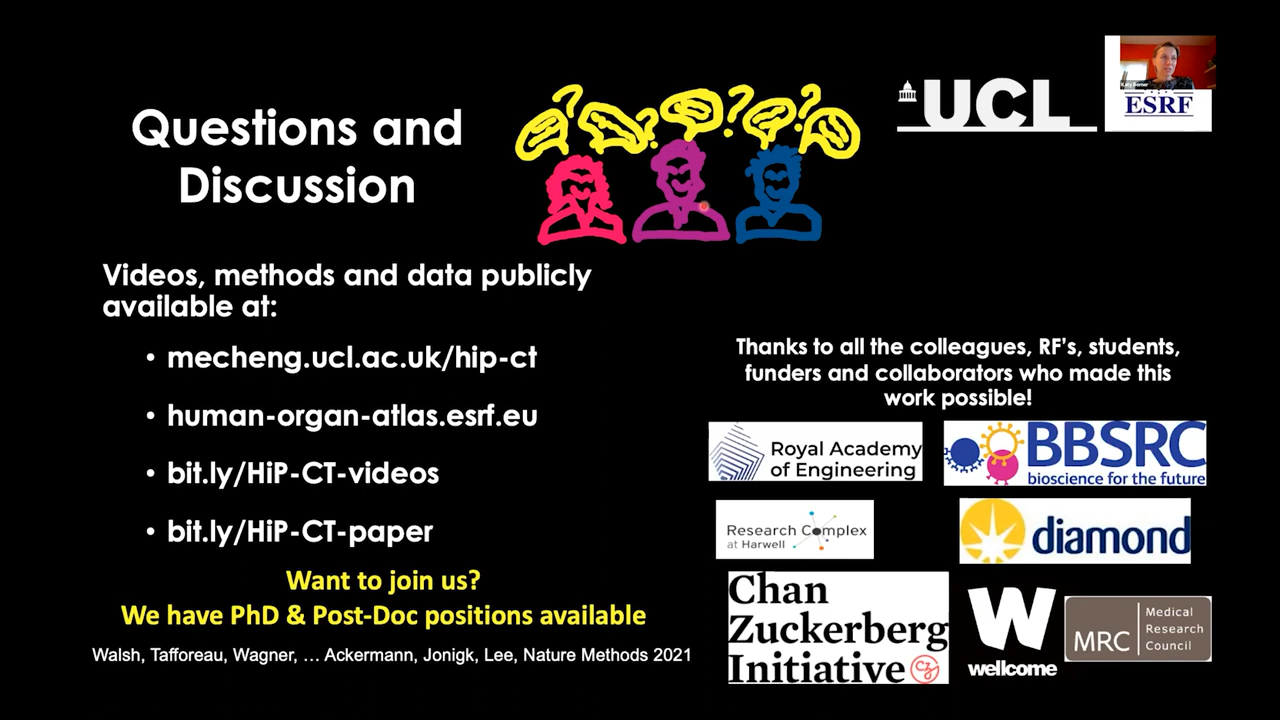 Questions and
Discussion
UCL
ESRF
Videos, methods and data publicly
available at:
• mecheng.ucl.ac.uk/hip-ct
• human-organ-atlas.esrf.eu
• bit.ly/HiP-CT-videos
• bit.ly/HiP-CT-paper
Want to join us?
We have PhD & Post-Doc positions available
Walsh, Tafforeau, Wagner, … Ackermann, Jonigk, Lee, Nature Methods 2021
Thanks to all the colleagues, RF's, students,
funders and collaborators who made this
work possible!
Royal Academy
of Engineering
BBSRC
bioscience for the future
Research Complex
at Harwell
diamond
Chan
Zuckerberg
Initiative
CZI
W
wellcome
MRC
Medical
Research
Council